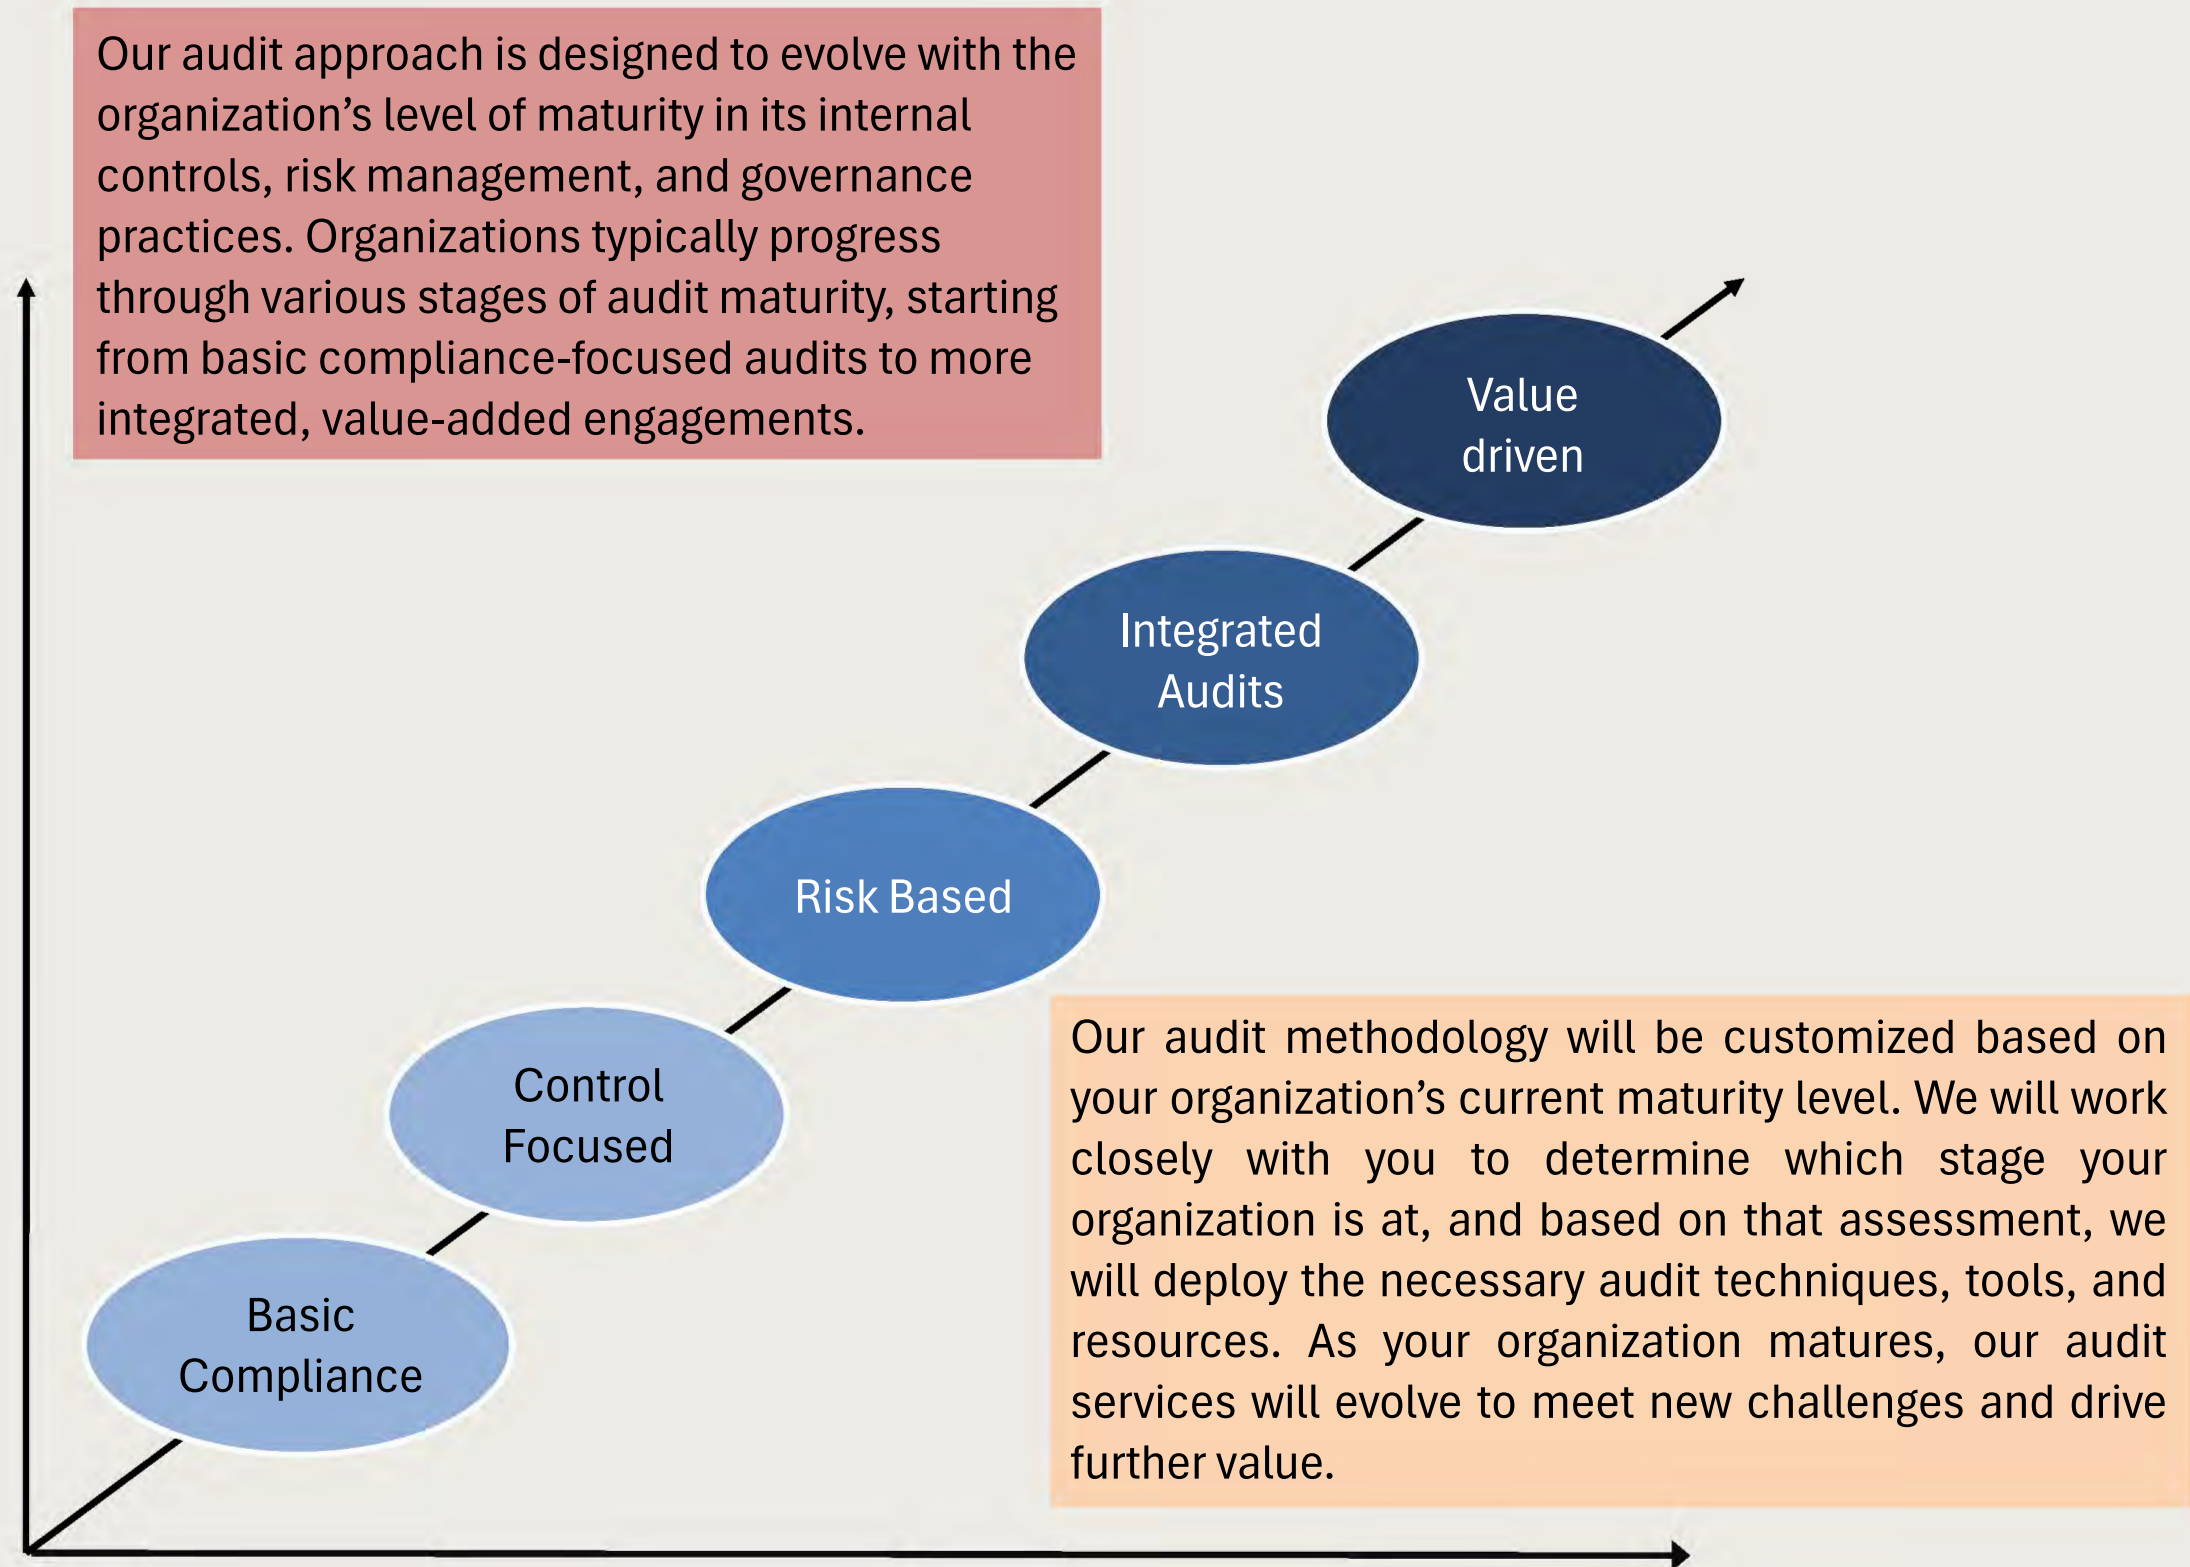 Our audit approach is designed to evolve with the
organization’s level of maturity in its internal
controls, risk management, and governance
practices. Organizations typically progress
through various stages of audit maturity, starting
from basic compliance-focused audits to more
integrated, value-added engagements.
Value
driven
Integrated
Audits
Risk Based
Control
Focused
Basic
Compliance
Our audit methodology will be customized based on
your organization’s current maturity level. We will work
closely with you to determine which stage your
organization is at, and based on that assessment, we
will deploy the necessary audit techniques, tools, and
resources. As your organization matures, our audit
services will evolve to meet new challenges and drive
further value.